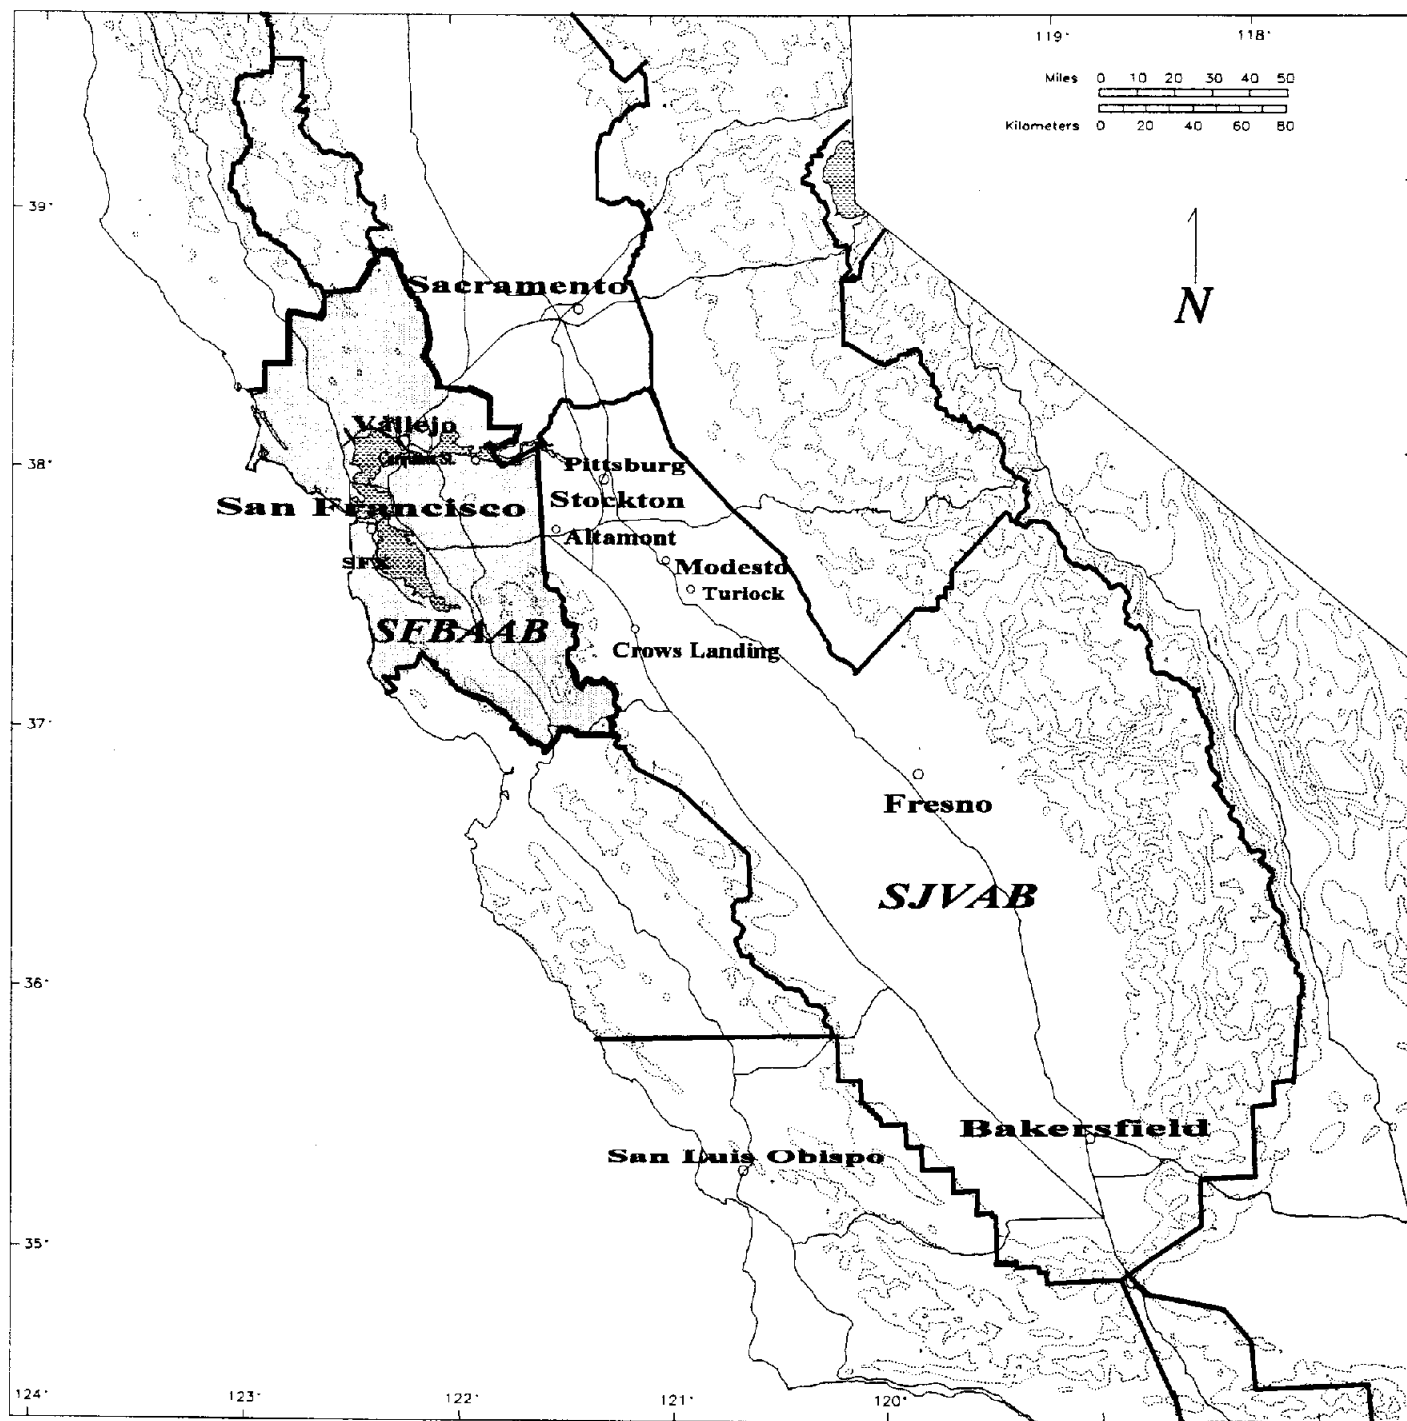 119°
118°
Miles 0 10 20 30 40 50
Kilometers 0 20 40 60 80
39°
N
Sacramento
Vallejo
38°
Pittsburg
San Francisco
Stockton
Altamont
SFX
Modesto
Turlock
SFBAAB
Crows Landing
37°
Fresno
SJVAB
36°
Bakersfield
San Luis Obispo
35°
124°
123°
122°
121°
120°